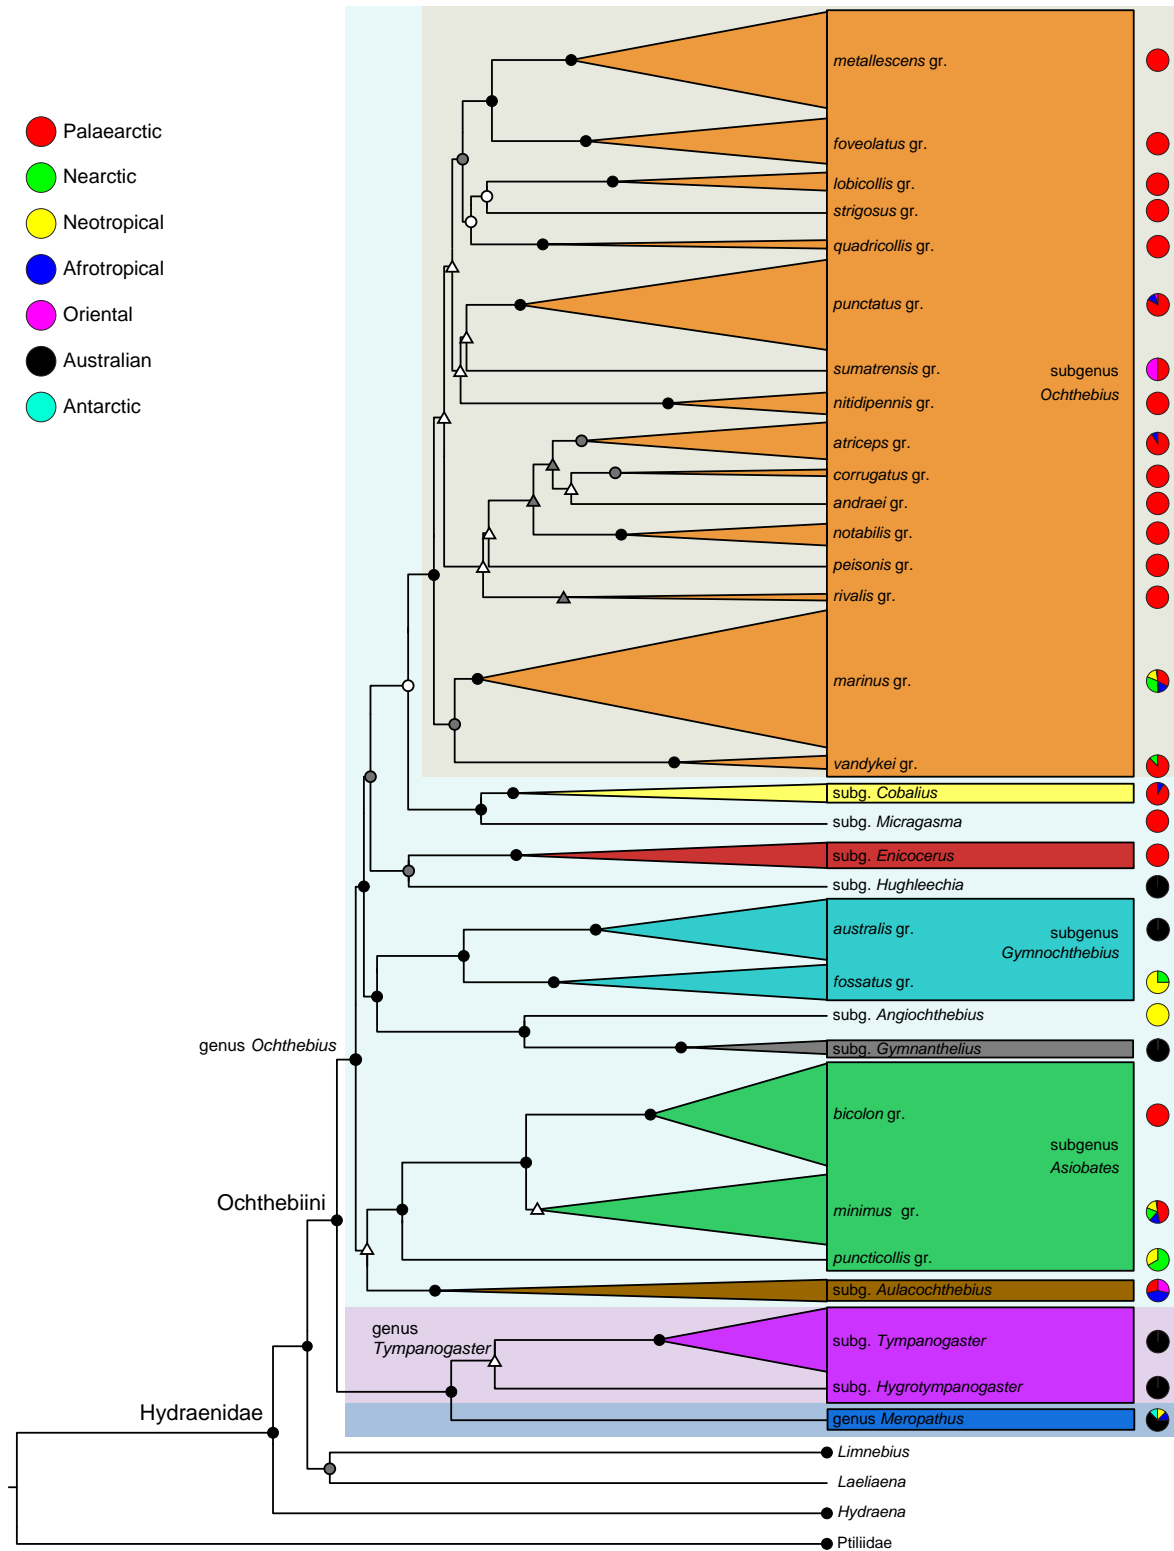 Palaearctic
Nearctic
Neotropical
Afrotropical
Oriental
Australian
Antarctic
metallescens gr.
foveolatus gr.
lobicollis gr.
strigosus gr.
quadricollis gr.
punctatus gr.
sumatrensis gr.
nitidipennis gr.
atriceps gr.
corrugatus gr.
andraei gr.
notabilis gr.
peisonis gr.
rivalis gr.
marinus gr.
vandykei gr.
subgenus
Ochthebius
subg. Cobalius
subg. Micragasma
subg. Enicocerus
subg. Hughleechia
australis gr.
fossatus gr.
subgenus
Gymnochthebius
subg. Angiochthebius
subg. Gymnanthelius
genus Ochthebius
bicolon gr.
minimus gr.
puncticollis gr.
subgenus
Asiobates
subg. Aulacochthebius
Ochthebiini
genus
Tympanogaster
subg. Tympanogaster
subg. Hygrotympanogaster
genus Meropathus
Hydraenidae
Limnebius
Laeliaena
Hydraena
Ptiliidae